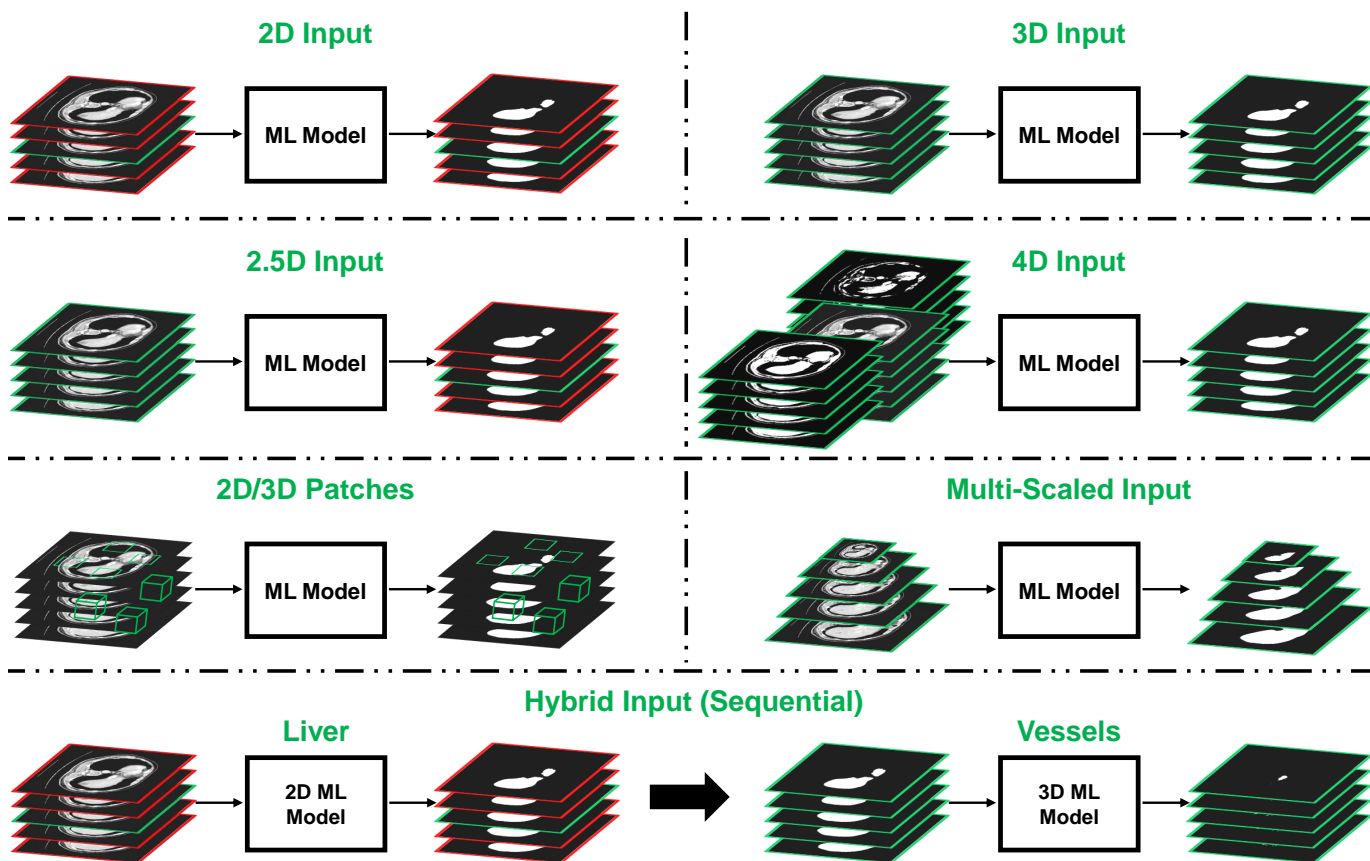 2D Input
3D Input
ML Model
ML Model
2.5D Input
4D Input
ML Model
ML Model
2D/3D Patches
Multi-Scaled Input
ML Model
ML Model
Hybrid Input (Sequential)
Liver
Vessels
2D ML
Model
3D ML
Model